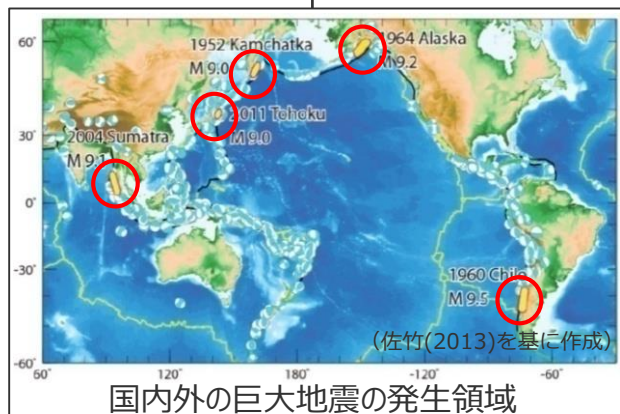 60°
30°
0°
-30°
-60°
1952 Kamchatka
M 9.0
1964 Alaska
M 9.2
2011 Tohoku
M 9.0
2004 Sumatra
M 9.1
1960 Chile
M 9.5
（佐竹(2013)を基に作成）
60°
120°
180°
-120°
-60°
国内外の巨大地震の発生領域